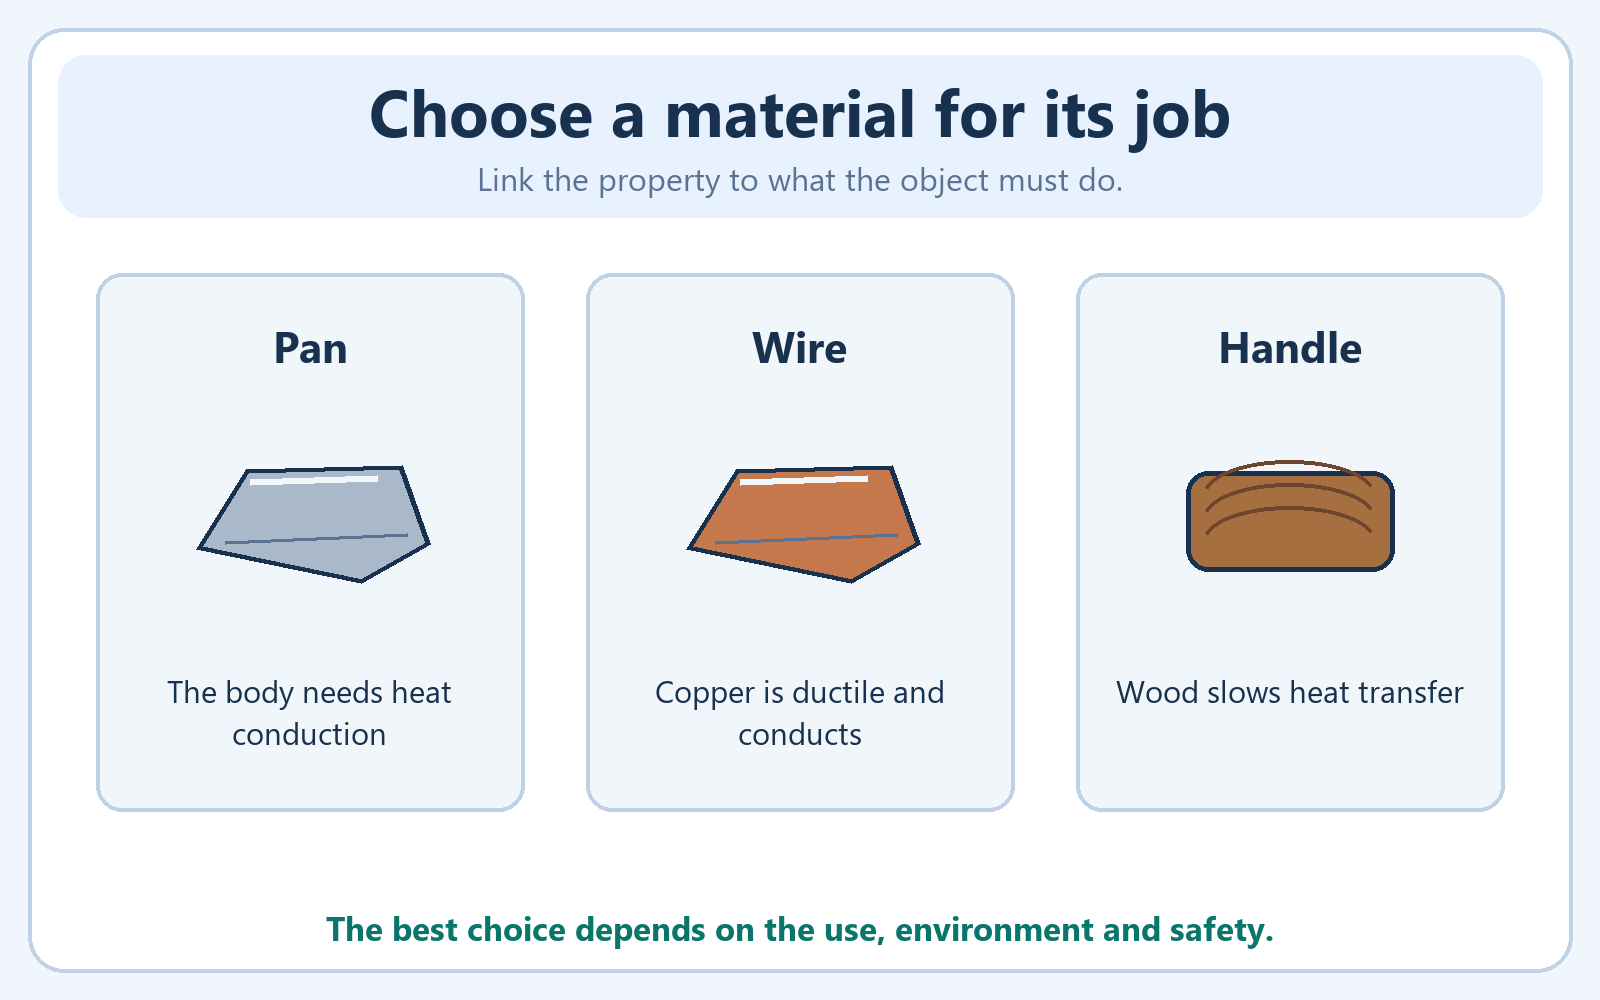 Choose a material for its job
Link the property to what the object must do.
Pan
The body needs heat
conduction
Wire
Copper is ductile and
conducts
Handle
Wood slows heat transfer
The best choice depends on the use, environment and safety.